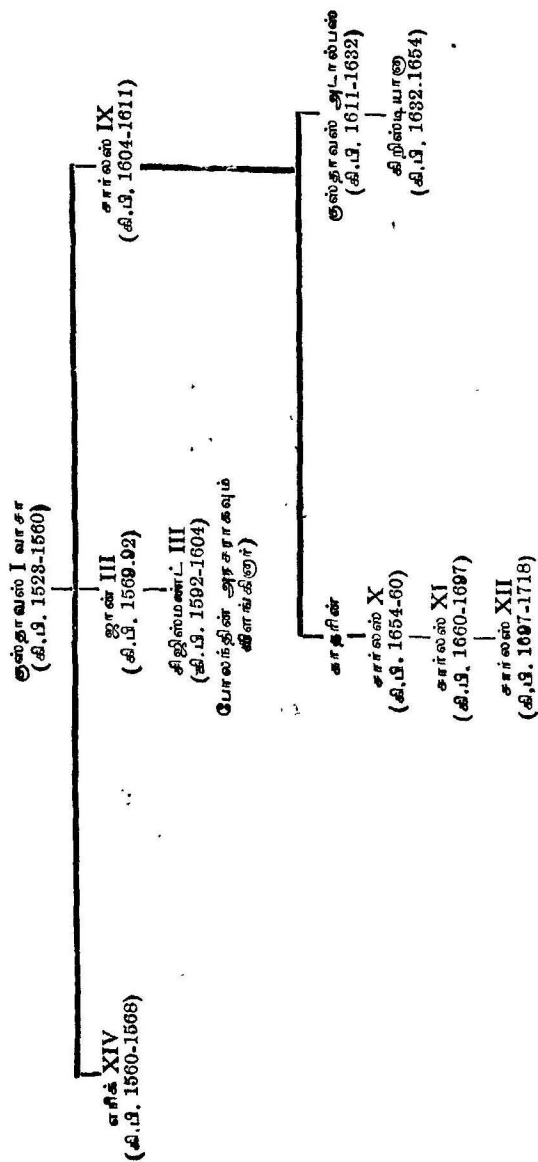 குஸ்தாவஸ் I வாசா
(கி.பி. 1523-1560)
எரிக் XIV
(கி.பி. 1560-1568)
ஜான் III
(கி.பி. 1569.92)
சிஜிஸ்மண்ட் III
(கி.பி. 1592-1604)
போலந்தின் அரசராகவும்
விளங்கினார்)
சார்லஸ் IX
(கி.பி. 1604-1611)
காதரின்
சார்லஸ் X
(கி.பி. 1654-60)
சார்லஸ் XI
(கி.பி. 1660-1697)
சார்லஸ் XII
(கி.பி. 1697-1718)
குஸ்தாவஸ் அடால்பஸ்
(கி.பி. 1611-1632)
கிறிஸ்டியானா
(கி.பி. 1632.1654)